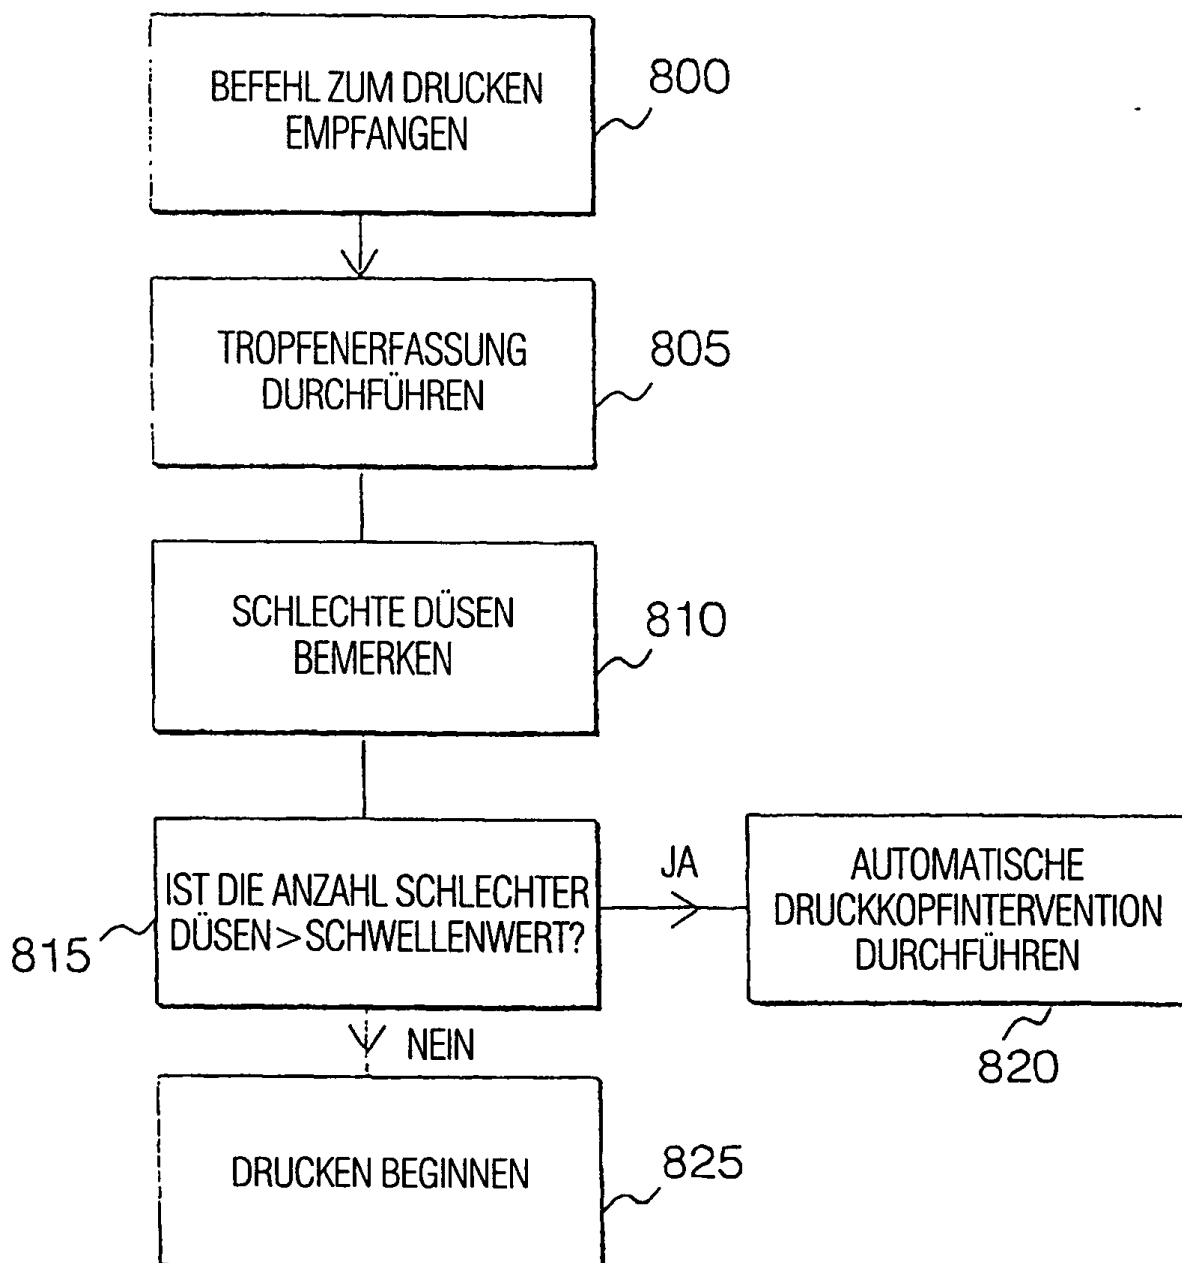 BEFEHL ZUM DRUCKEN
EMPFANGEN
800
TROPFENERFASSUNG
DURCHFÜHREN
805
SCHLECHTE DÜSEN
BEMERKEN
810
IST DIE ANZAHL SCHLECHTER
DÜSEN>SCHWELLENWERT?
815
JA
AUTOMATISCHE
DRUCKKOPFINTERVENTION
DURCHFÜHREN
820
NEIN
DRUCKEN BEGINNEN
825